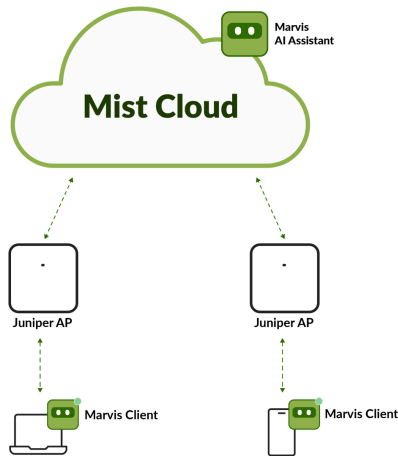 Marvis
AI Assistant
Mist Cloud
Juniper AP
Juniper AP
Marvis Client
Marvis Client